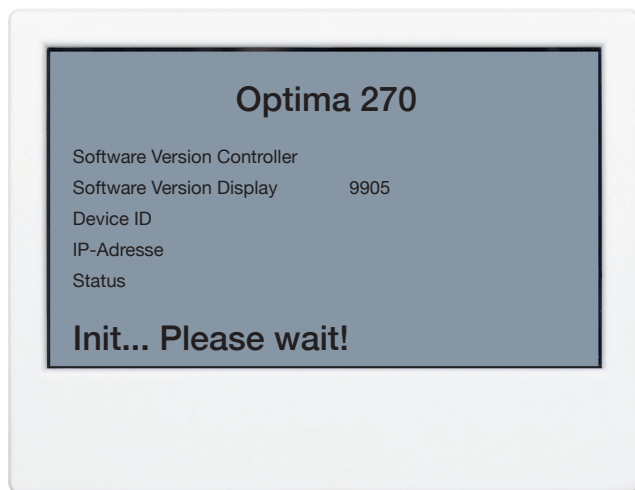 Optima 270
Software Version Controller
Software Version Display 9905
Device ID
IP-Adresse
Status
Init... Please wait!